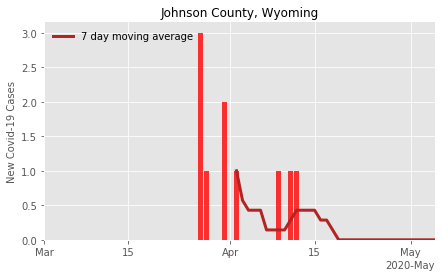 Johnson County, Wyoming
7 day moving average
New Covid-19 Cases
3.0
2.5
2.0
1.5
1.0
0.5
0.0
Mar 15 Apr 15 May
2020-May